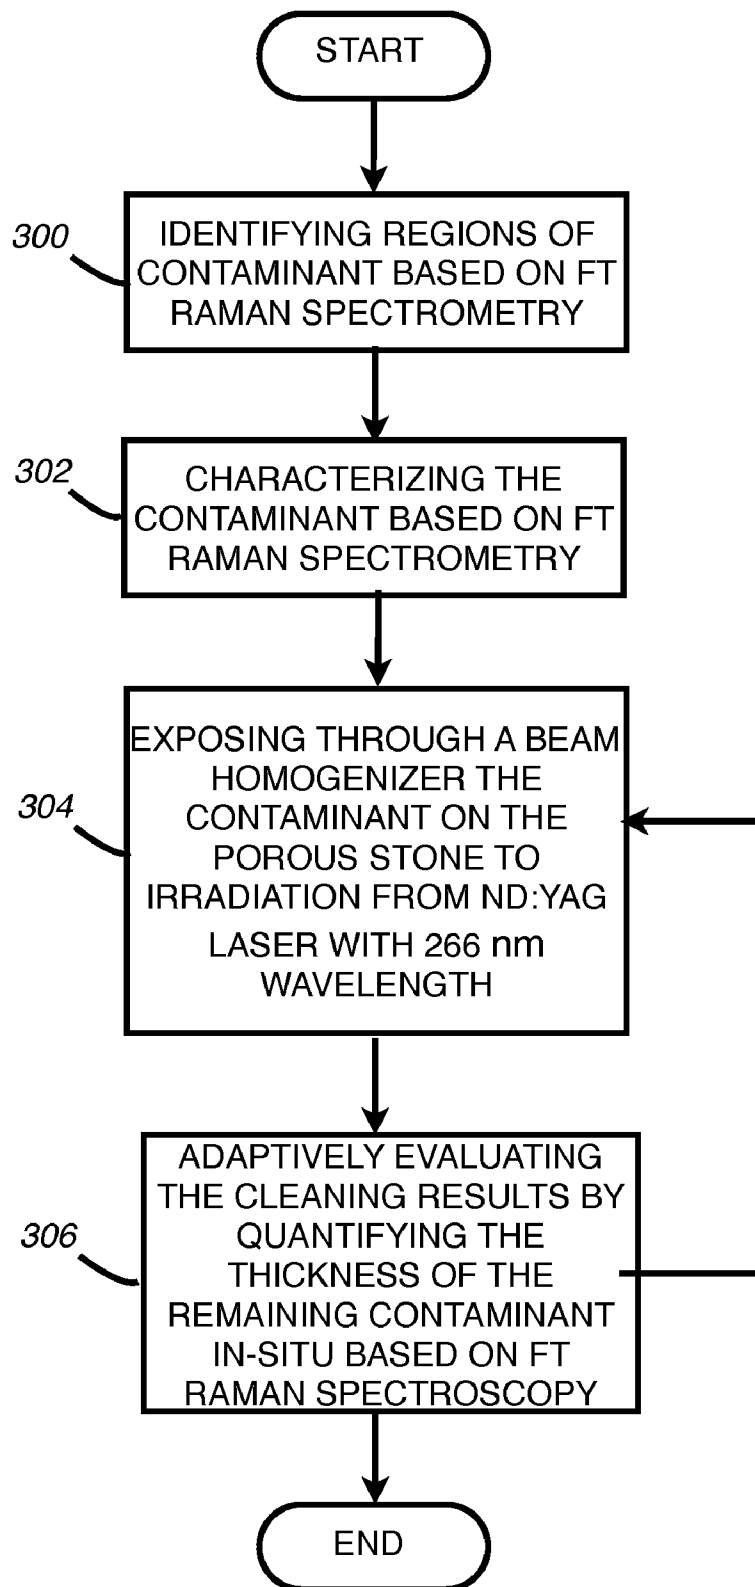 START
300
IDENTIFYING REGIONS OF
CONTAMINANT BASED ON FT
RAMAN SPECTROMETRY
302
CHARACTERIZING THE
CONTAMINANT BASED ON FT
RAMAN SPECTROMETRY
304
EXPOSING THROUGH A BEAM
HOMOGENIZER THE
CONTAMINANT ON THE
POROUS STONE TO
IRRADIATION FROM ND:YAG
LASER WITH 266 nm
WAVELENGTH
306
ADAPTIVELY EVALUATING
THE CLEANING RESULTS BY
QUANTIFYING THE
THICKNESS OF THE
REMAINING CONTAMINANT
IN-SITU BASED ON FT
RAMAN SPECTROSCOPY
END